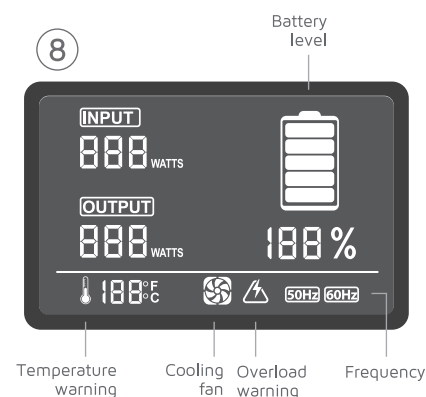 8
Battery
level
INPUT
888 WATTS
OUTPUT
888 WATTS
188 %
188 °F
°C
50Hz 60Hz
Temperature
warning
Cooling
fan
Overload
warning
Frequency